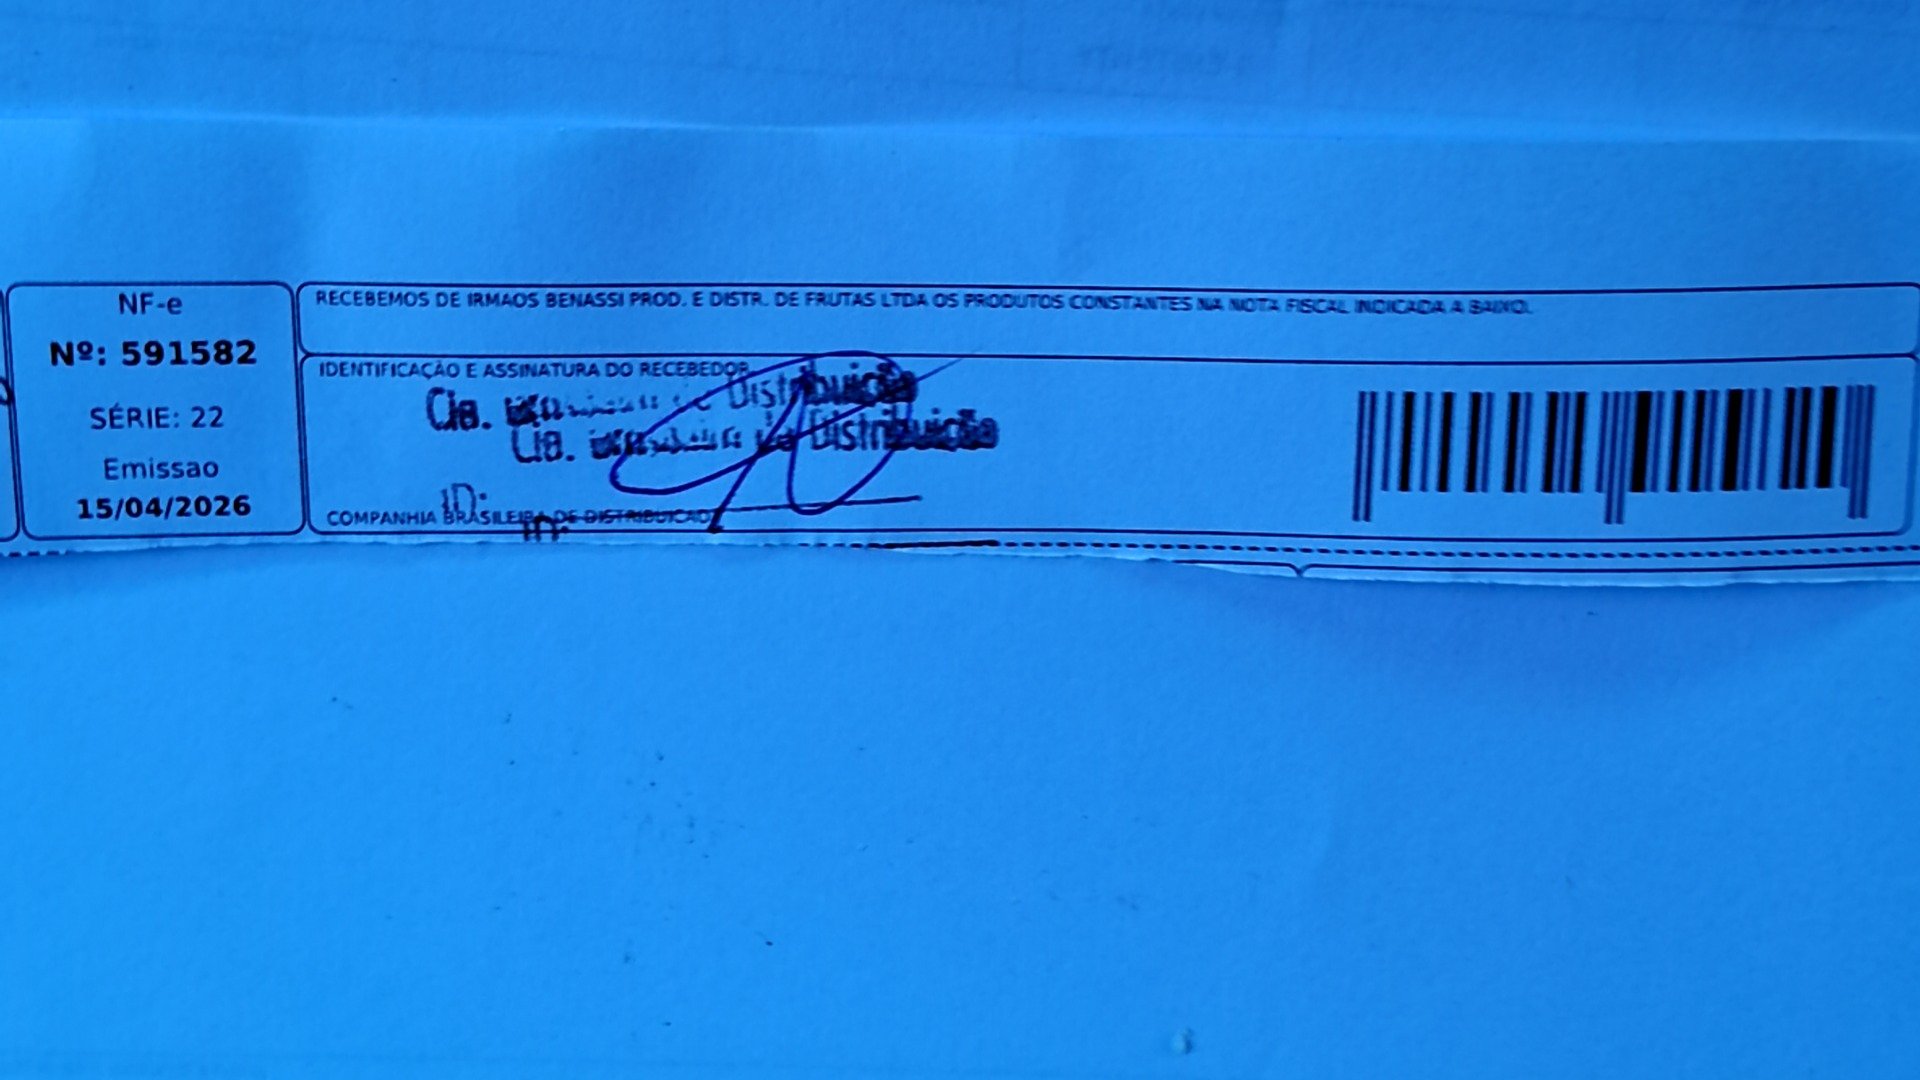 NF-e
Nº: 591582
SÉRIE: 22
Emissao
15/04/2026
RECEBEMOS DE IRMAOS BENASSI PROD. E DISTR. DE FRUTAS LTDA OS PRODUTOS CONSTANTES NA NOTA FISCAL INDICADA A BAIXO.
IDENTIFICAÇÃO E ASSINATURA DO RECEBEDOR
Cia. Distribuição
Cia. de Distribuição
COMPANHIA BRASILEIRA DE DISTRIBUICAO